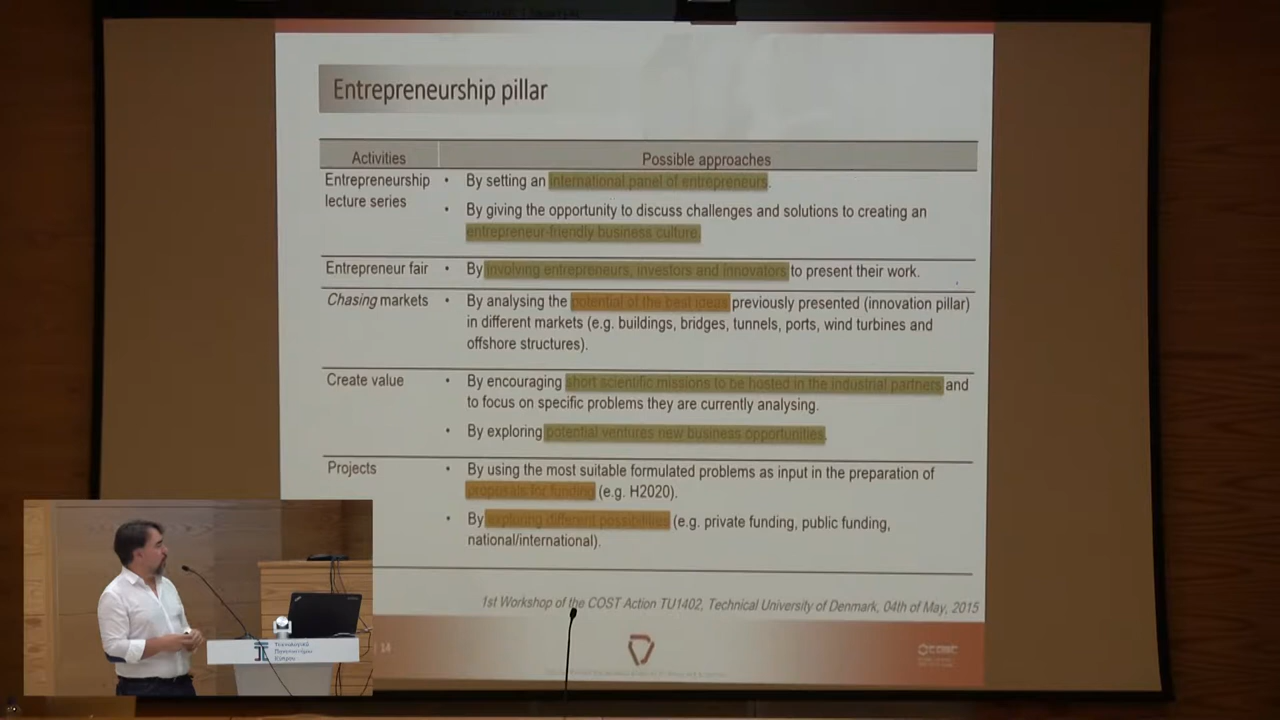 Entrepreneurship pillar
Activities
Possible approaches
Entrepreneurship
lecture series
• By setting an international panel of entrepreneurs.
• By giving the opportunity to discuss challenges and solutions to creating an
entrepreneur-friendly business culture.
Entrepreneur fair
• By involving entrepreneurs, investors and innovators to present their work.
Chasing markets
• By analysing the potential of the best ideas previously presented (innovation pillar)
in different markets (e.g. buildings, bridges, tunnels, ports, wind turbines and
offshore structures).
Create value
• By encouraging short scientific missions to be hosted in the industrial partners and
to focus on specific problems they are currently analysing.
• By exploring potential ventures new business opportunities.
Projects
• By using the most suitable formulated problems as input in the preparation of
proposals for funding (e.g. H2020).
• By exploring different possibilities (e.g. private funding, public funding,
national/international).
1st Workshop of the COST Action TU1402, Technical University of Denmark, 04th of May, 2015
| 14
Τεχνολογικό
Πανεπιστήμιο
Κύπρου